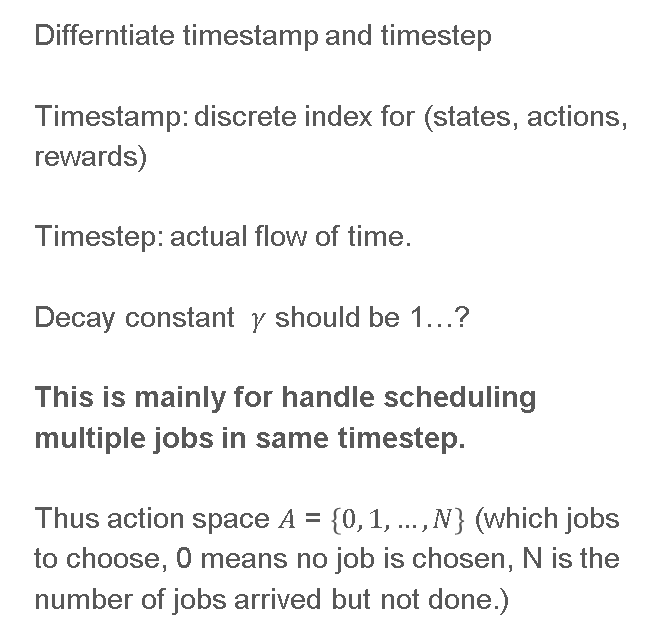 Differntiate timestamp and timestep
Timestamp: discrete index for (states, actions,
rewards)
Timestep: actual flow of time.
Decay constant γ should be 1…?
This is mainly for handle scheduling
multiple jobs in same timestep.
Thus action space A = {0, 1, … , N} (which jobs
to choose, 0 means no job is chosen, N is the
number of jobs arrived but not done.)